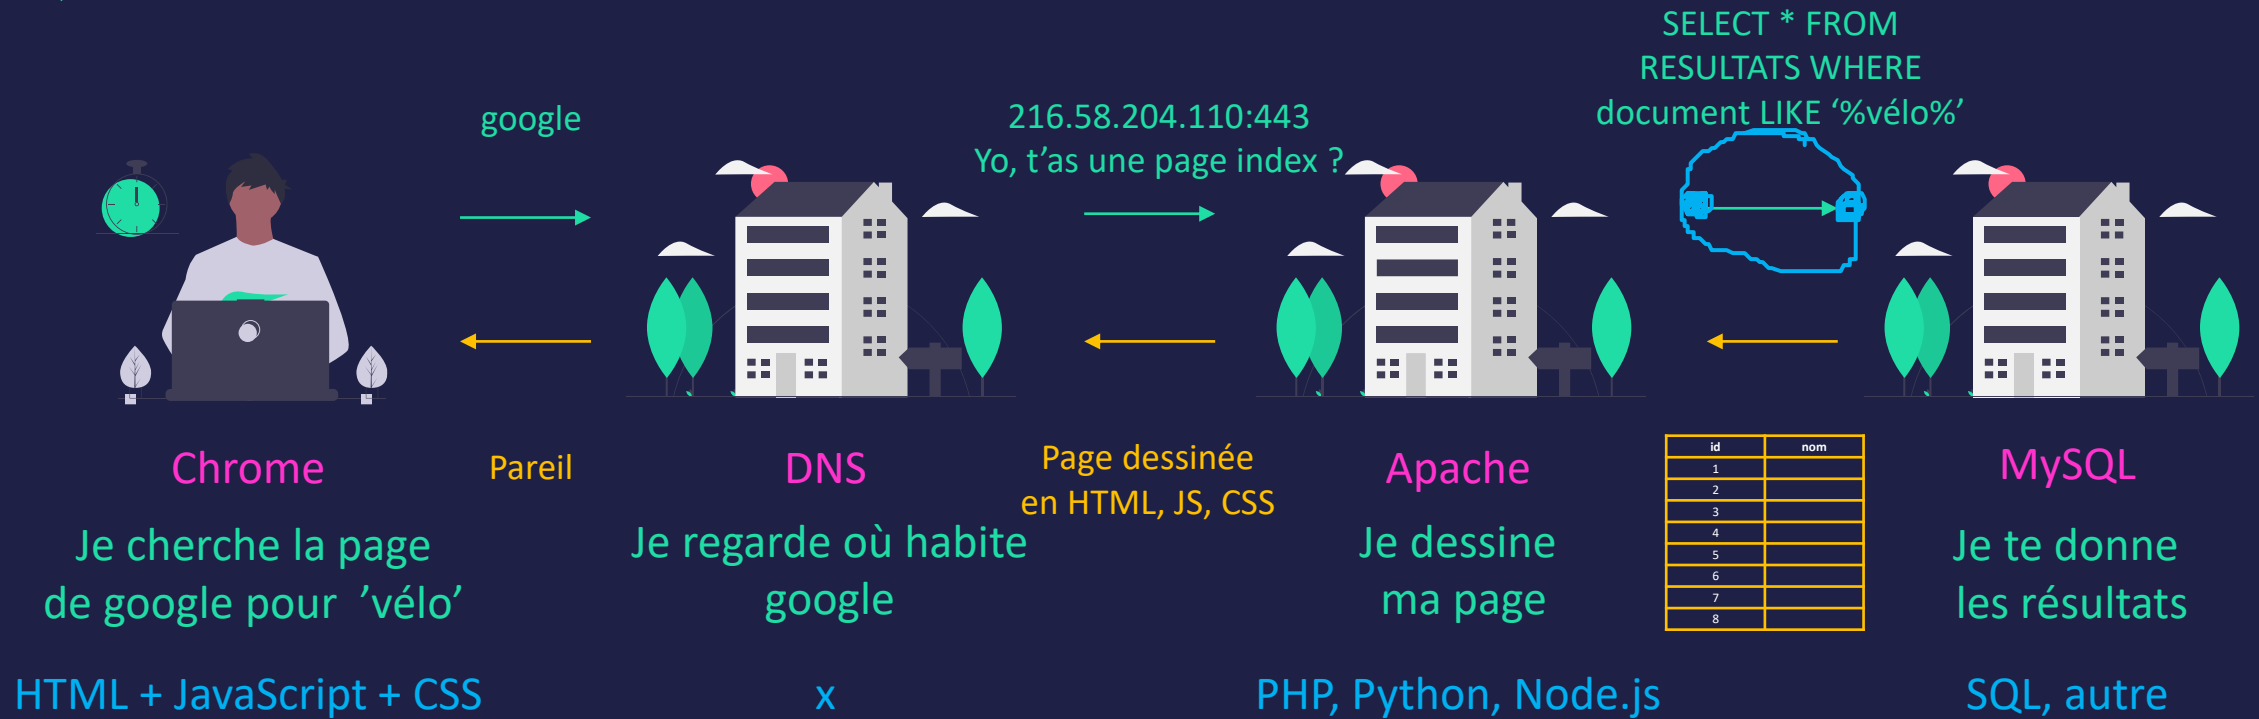 SELECT * FROM
RESULTATS WHERE
document LIKE ‘%vélo%’
google
216.58.204.110:443
Yo, t’as une page index ?
Chrome
Pareil
DNS
Page dessinée
en HTML, JS, CSS
Apache
id nom
1
2
3
4
5
6
7
8
MySQL
Je cherche la page
de google pour ’vélo’
Je regarde où habite
google
Je dessine
ma page
Je te donne
les résultats
HTML + JavaScript + CSS
x
PHP, Python, Node.js
SQL, autre